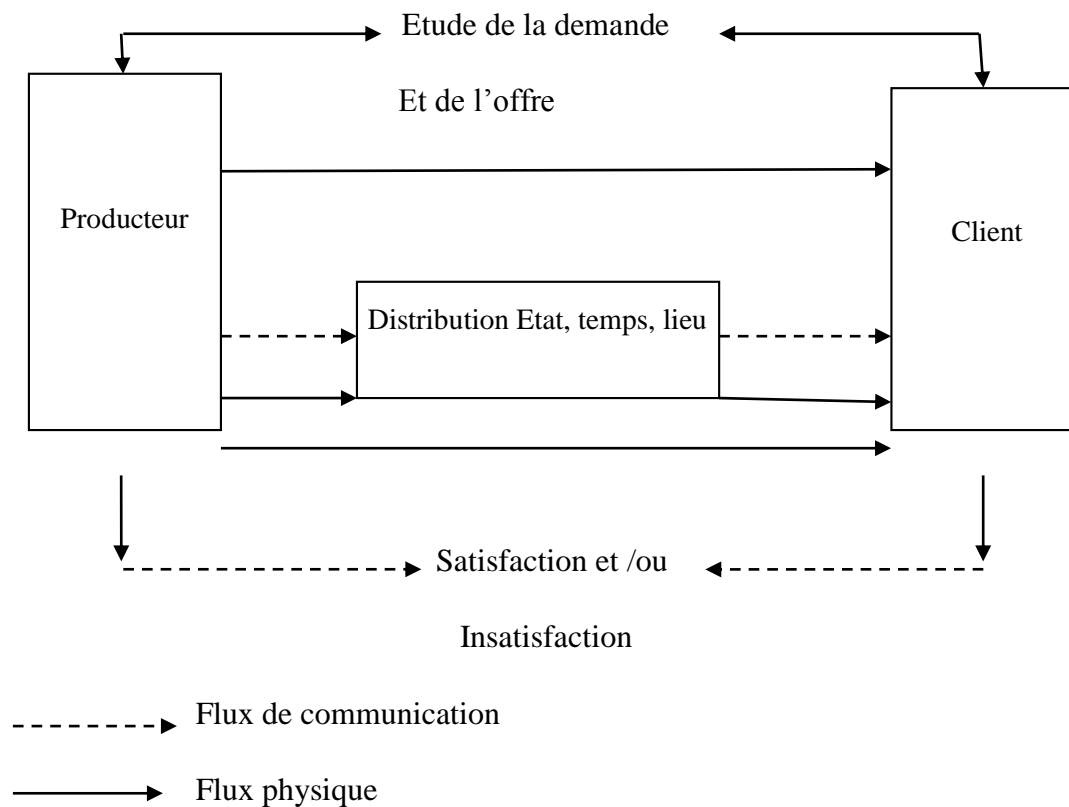 Etude de la demande
Et de l’offre
Producteur
Client
Distribution Etat, temps, lieu
Satisfaction et /ou
Insatisfaction
Flux de communication
Flux physique